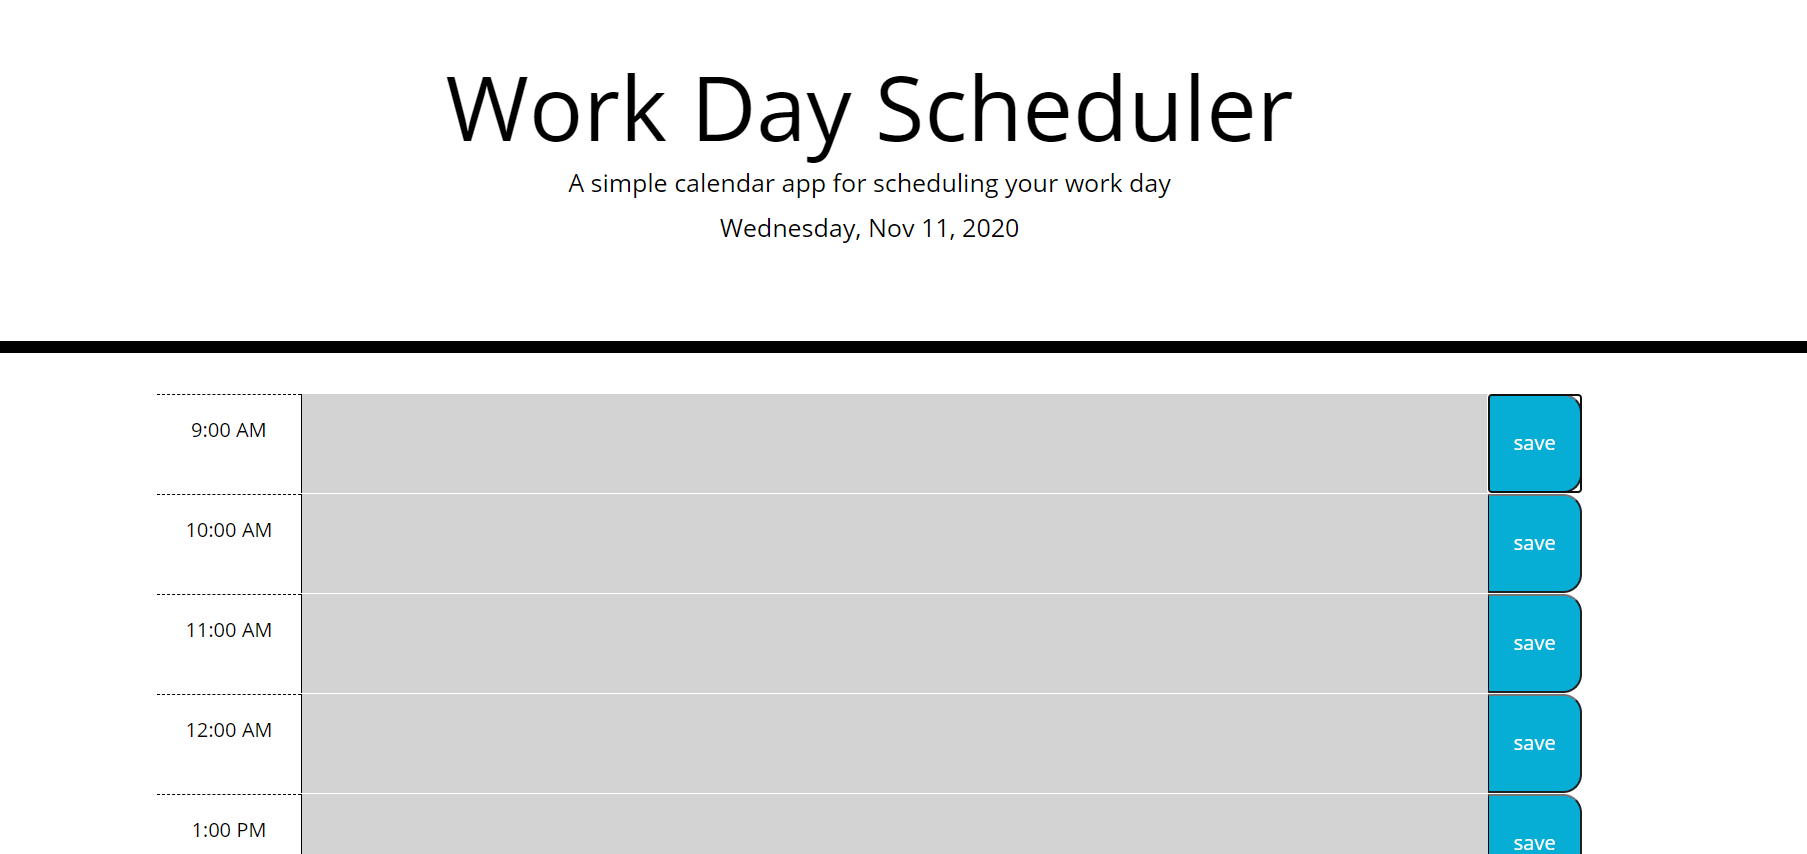 Work Day Scheduler
A simple calendar app for scheduling your work day
Wednesday, Nov 11, 2020
9:00 AM
save
10:00 AM
save
11:00 AM
save
12:00 AM
save
1:00 PM
save